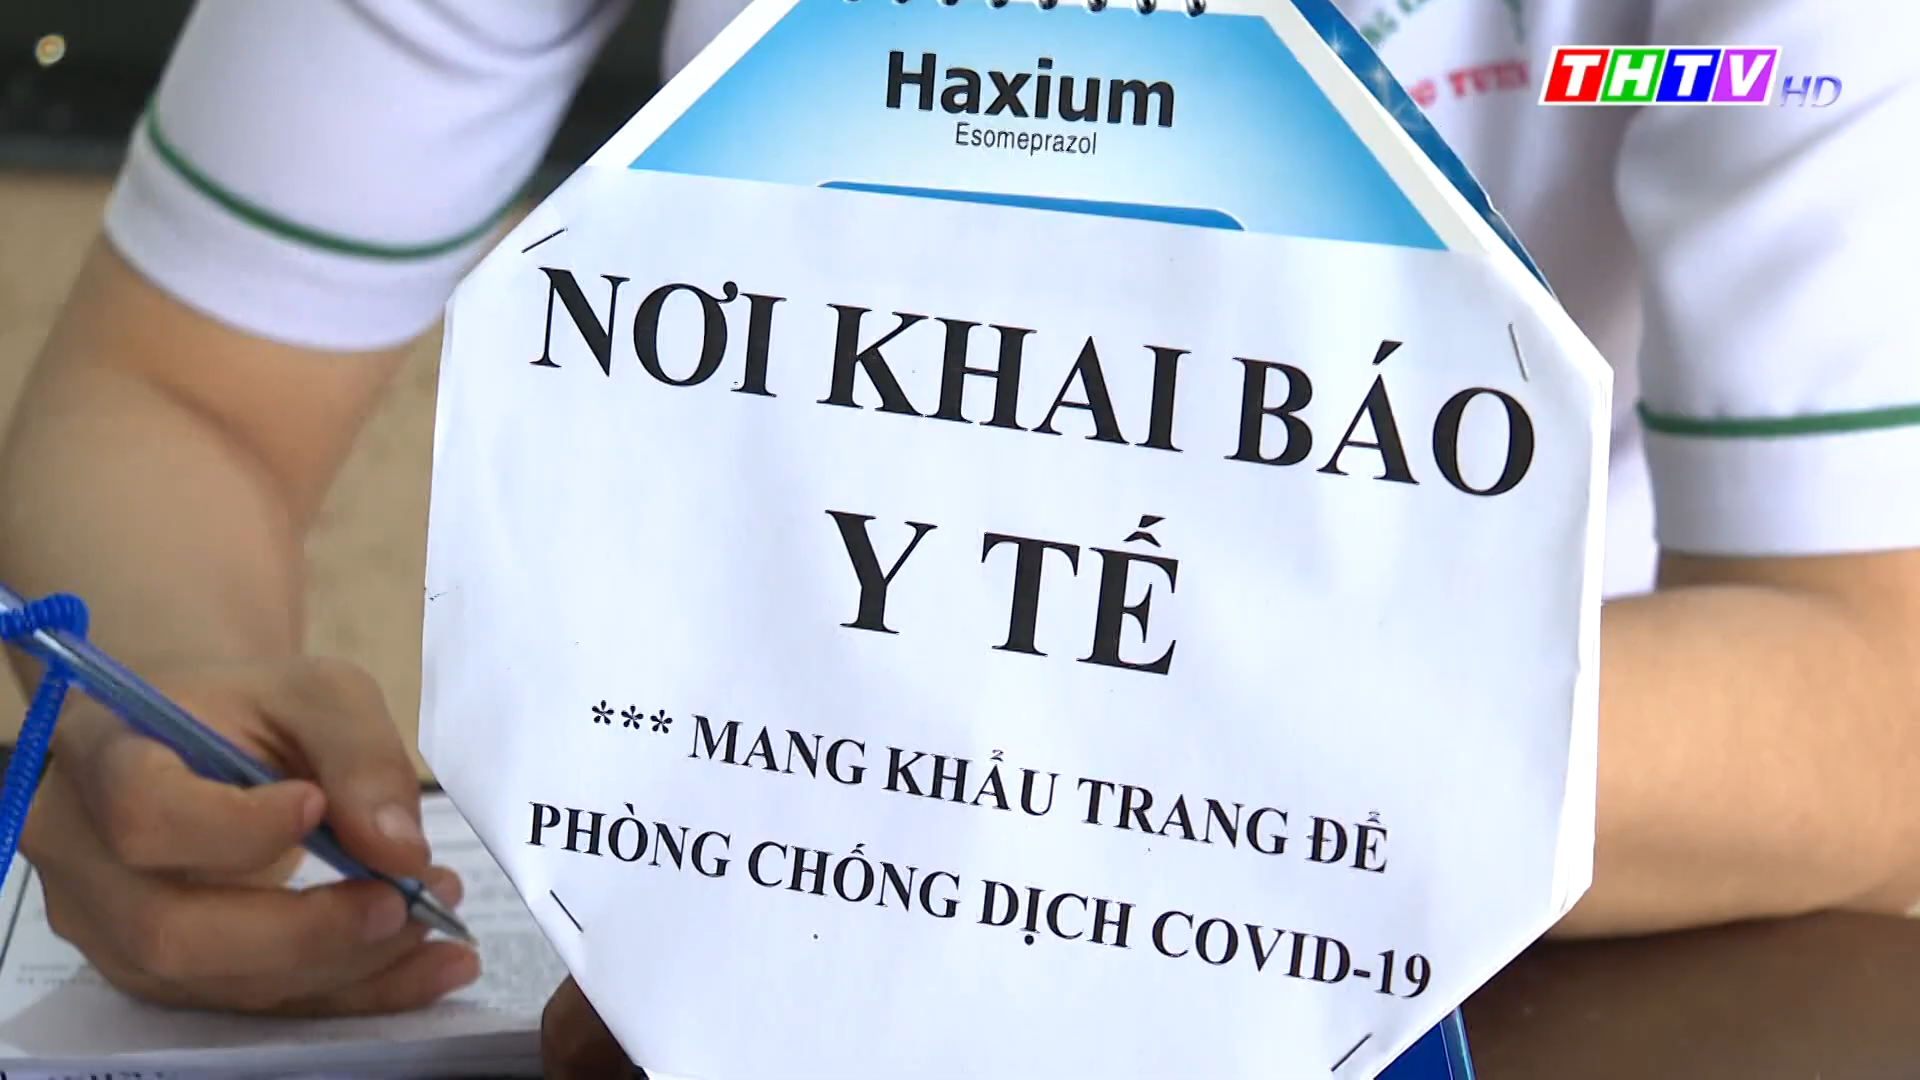 Haxium
Esomeprazol
THTV HD
NƠI KHAI BÁO
Y TẾ
*** MANG KHẨU TRANG ĐỂ
PHÒNG CHỐNG DỊCH COVID-19